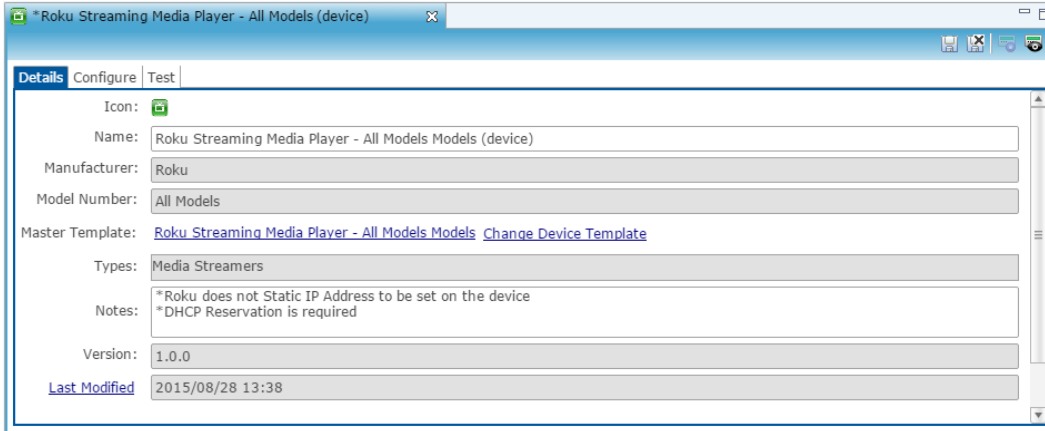 *Roku Streaming Media Player - All Models (device)
Details Configure Test
Icon:
Name: Roku Streaming Media Player - All Models Models (device)
Manufacturer: Roku
Model Number: All Models
Master Template: Roku Streaming Media Player - All Models Models Change Device Template
Types: Media Streamers
Notes: *Roku does not Static IP Address to be set on the device
*DHCP Reservation is required
Version: 1.0.0
Last Modified 2015/08/28 13:38